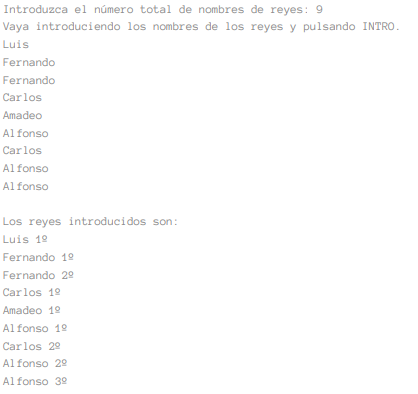 Introduzca el número total de nombres de reyes: 9
Vaya introduciendo los nombres de los reyes y pulsando INTRO.
Luis
Fernando
Fernando
Carlos
Amadeo
Alfonso
Carlos
Alfonso
Alfonso
Los reyes introducidos son:
Luis 1º
Fernando 1º
Fernando 2º
Carlos 1º
Amadeo 1º
Alfonso 1º
Carlos 2º
Alfonso 2º
Alfonso 3º